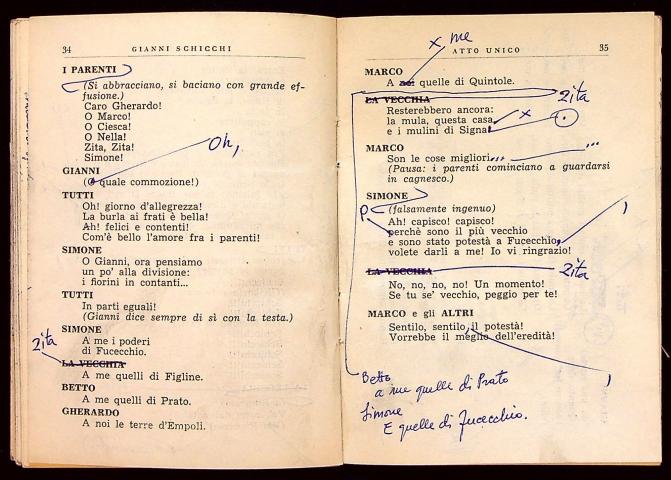 34 GIANNI SCHICCHI
I PARENTI
(Si abbracciano, si baciano con grande ef-
fusione.)
Caro Gherardo!
O Marco!
O Ciesca!
O Nella!
Zita, Zita!
Simone!
Oh,
GIANNI
(O quale commozione!)
TUTTI
Oh! giorno d'allegrezza!
La burla ai frati è bella!
Ah! felici e contenti!
Com'è bello l'amore fra i parenti!
SIMONE
O Gianni, ora pensiamo
un po' alla divisione:
i fiorini in contanti...
TUTTI
In parti eguali!
(Gianni dice sempre di sì con la testa.)
SIMONE
A me i poderi
di Fucecchio.
Zita
LA VECCHIA
A me quelli di Figline.
BETTO
A me quelli di Prato.
GHERARDO
A noi le terre d'Empoli.
x, me
ATTO UNICO 35
MARCO
A noi quelle di Quintole.
LA VECCHIA Zita
Resterebbero ancora:
la mula, questa casa x
e i mulini di Signa.
MARCO
Son le cose migliori... ...
(Pausa: i parenti cominciano a guardarsi
in cagnesco.)
SIMONE
(falsamente ingenuo)
P
Ah! capisco! capisco!
perchè sono il più vecchio
e sono stato potestà a Fucecchio,
volete darli a me! Io vi ringrazio!
LA VECCHIA Zita
No, no, no, no! Un momento!
Se tu se' vecchio, peggio per te!
MARCO e gli ALTRI
Sentilo, sentilo, il potestà!
Vorrebbe il meglio dell'eredità!
Betto
a me quelle di Prato
Simone
E quelle di Fucecchio.